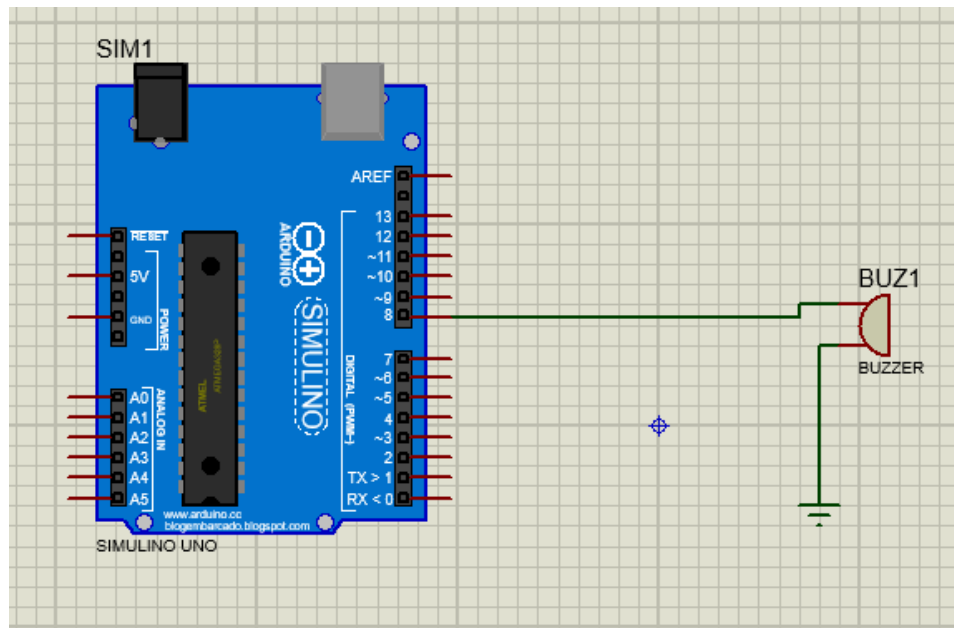 SIM1
AREF
13
12
~11
~10
~9
8
7
~6
~5
4
~3
2
TX > 1
RX < 0
RESET
5V
GND
POWER
A0
A1
A2
A3
A4
A5
ANALOG IN
ATMEL
ATMEGA328P
ARDUINO
SIMULINO
DIGITAL (PWM~)
www.arduino.cc
blogembarcado.blogspot.com
SIMULINO UNO
BUZ1
BUZZER